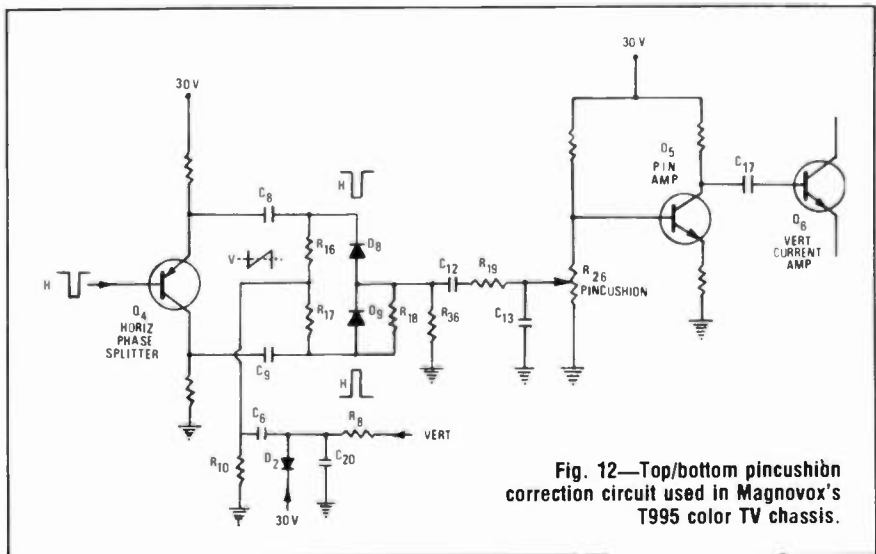 30 V
30 V
Q5
PIN
AMP
C17
Q6
VERT
CURRENT
AMP
H
C8
V
R16
D8
C12
R19
R26
PINCUSHION
H
Q4
HORIZ
PHASE
SPLITTER
R17
D9
R18
R36
C13
C9
H
C6
R8
VERT
R10
D2
C20
30 V
Fig. 12—Top/bottom pincushion
correction circuit used in Magnovox's
T995 color TV chassis.